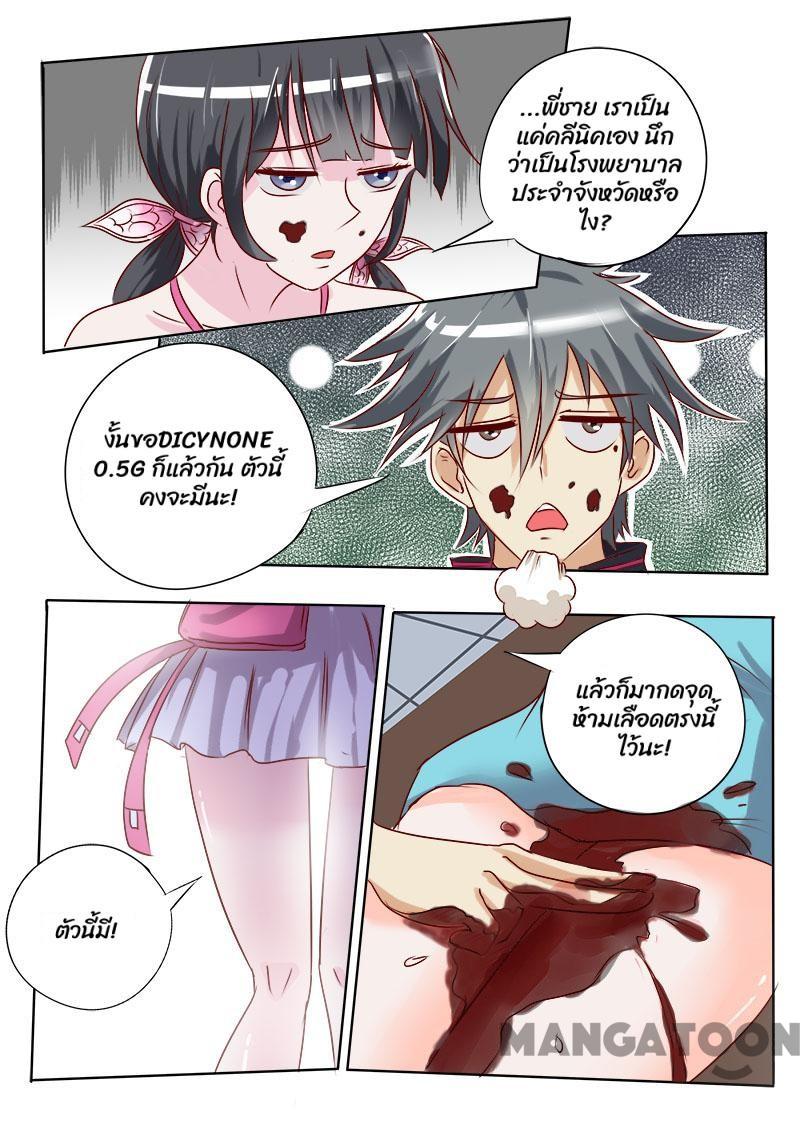 ...พี่ชาย เราเป็น
แค่คลีนิคเอง นึก
ว่าเป็นโรงพยาบาล
ประจำจังหวัดหรือ
ไง?
งั้นขอDICYNONE
0.5G ก็แล้วกัน ตัวนี้
คงจะมีนะ!
แล้วก็มากดจุด
ห้ามเลือดตรงนี้
ไว้นะ!
ตัวนี้มี!
MANGATOON